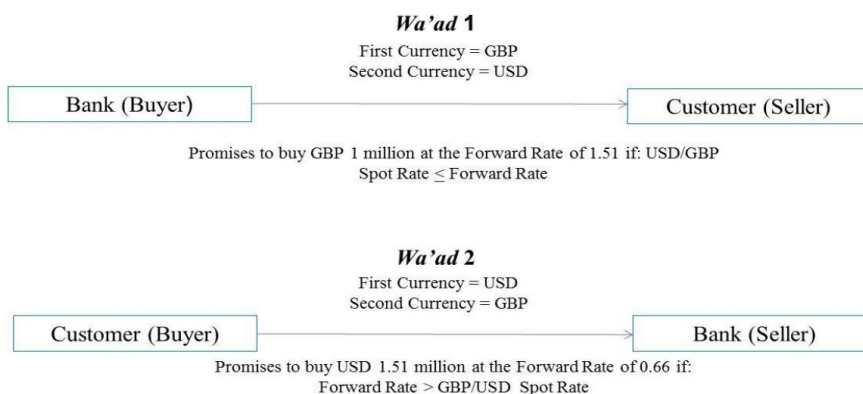 Wa’ad 1
First Currency = GBP
Second Currency = USD
Bank (Buyer)
Customer (Seller)
Promises to buy GBP 1 million at the Forward Rate of 1.51 if: USD/GBP
Spot Rate ≤ Forward Rate
Wa’ad 2
First Currency = USD
Second Currency = GBP
Customer (Buyer)
Bank (Seller)
Promises to buy USD 1.51 million at the Forward Rate of 0.66 if:
Forward Rate > GBP/USD Spot Rate